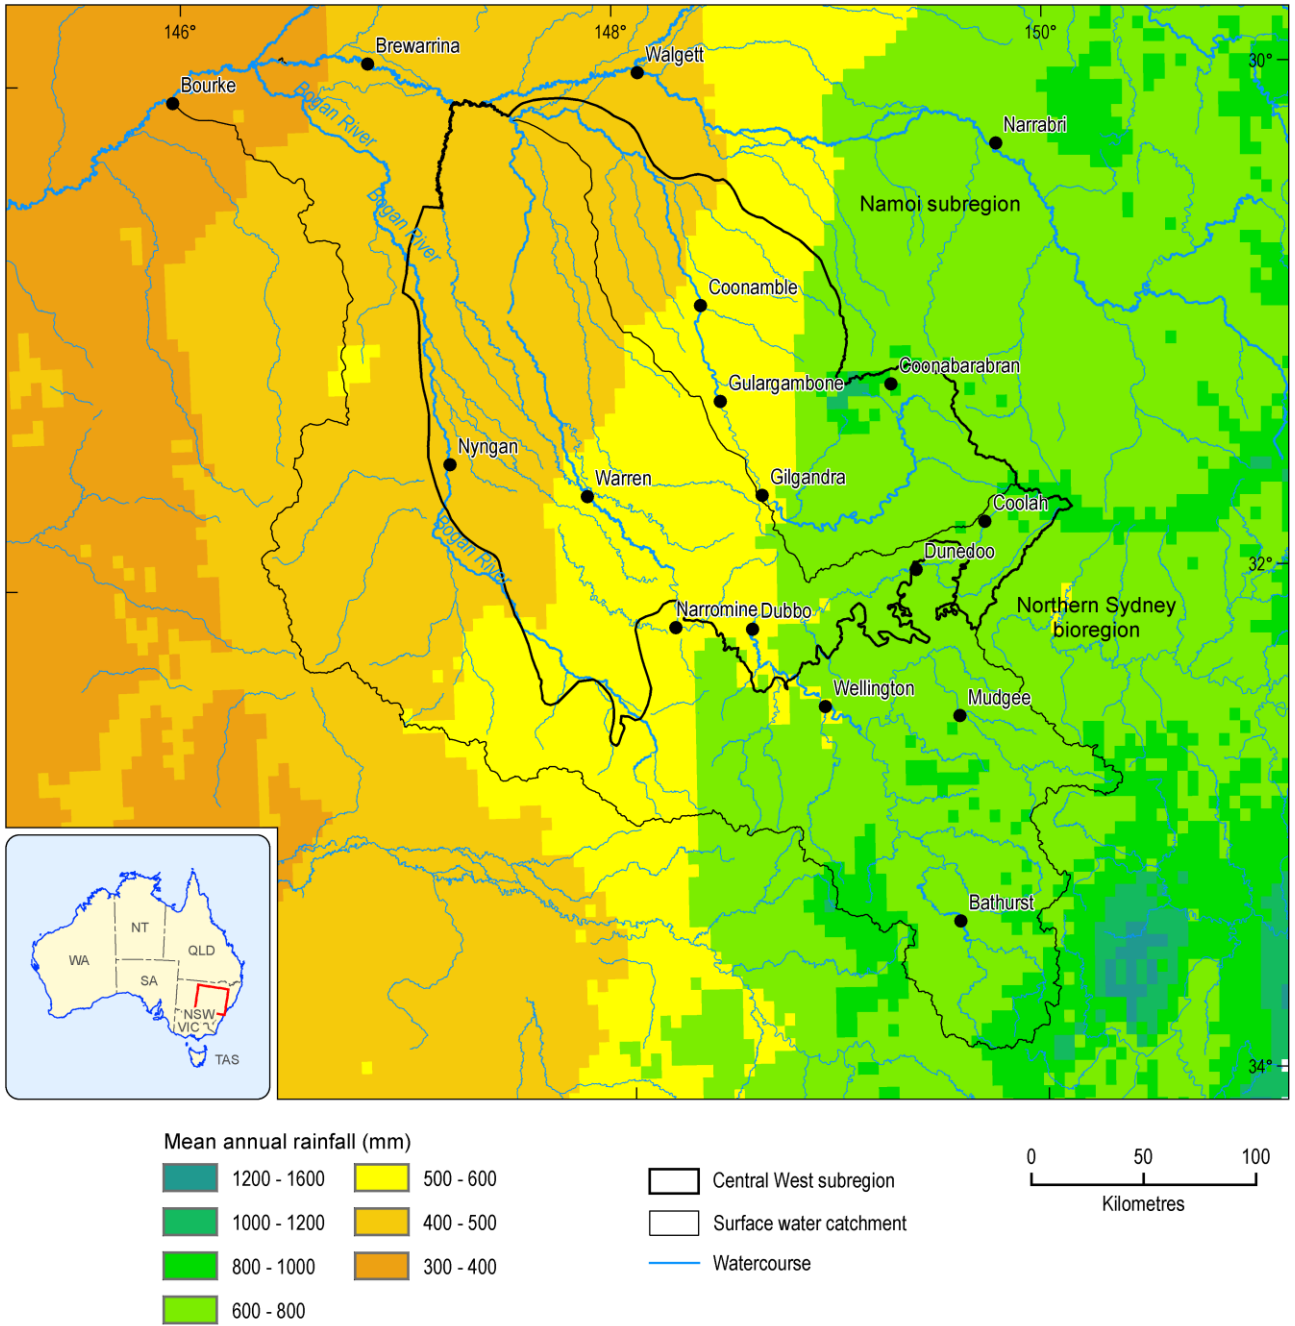 146°
148°
150°
30°
Brewarrina
Walgett
Bourke
Bogan River
Narrabri
Bogan River
Namoi subregion
Coonamble
Coonabarabran
Gulargambone
Nyngan
Warren
Gilgandra
Coolah
Bogan River
Dunedoo
32°
Narromine
Dubbo
Northern Sydney
bioregion
Wellington
Mudgee
Bathurst
34°
NT
QLD
WA
SA
NSW
VIC
TAS
Mean annual rainfall (mm)
1200 - 1600
1000 - 1200
800 - 1000
600 - 800
500 - 600
400 - 500
300 - 400
Central West subregion
Surface water catchment
Watercourse
0
50
100
Kilometres